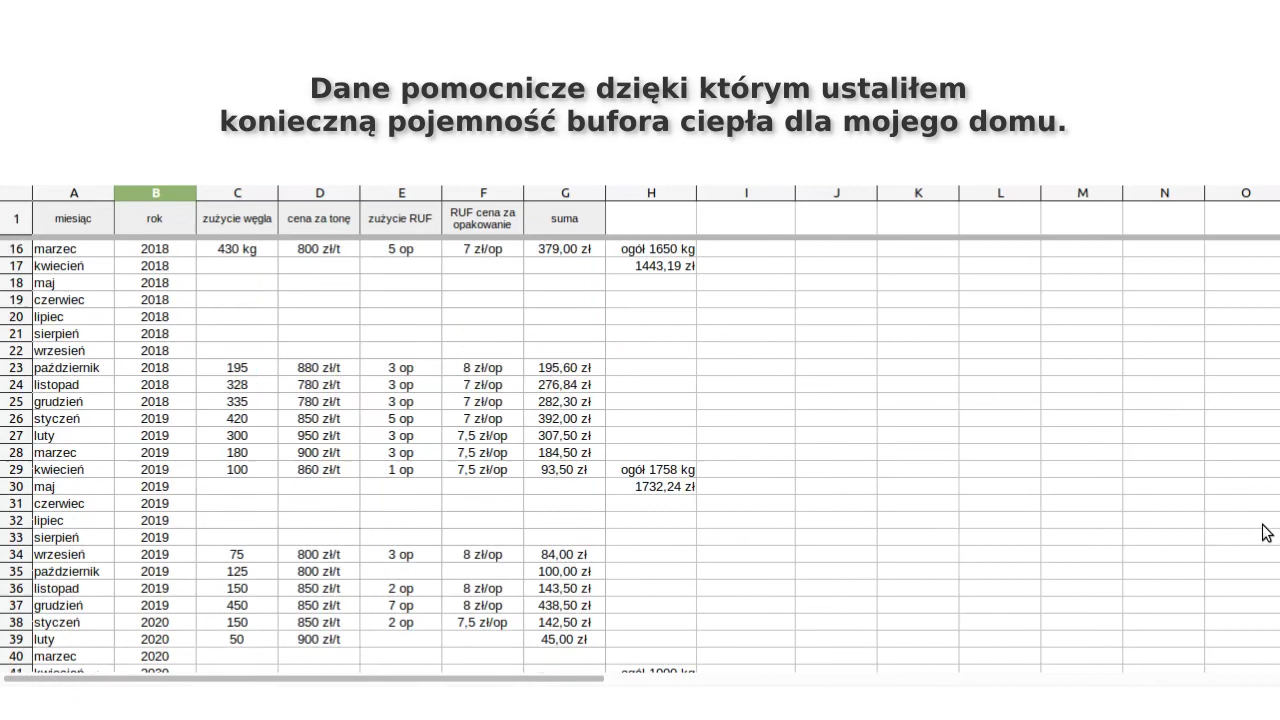 Dane pomocnicze dzięki którym ustaliłem
konieczną pojemność bufora ciepła dla mojego domu.
A B C D E F G H I J K L M N O
1 miesiąc rok zużycie węgla cena za tonę zużycie RUF RUF cena za opakowanie suma
16 marzec 2018 430 kg 800 zł/t 5 op 7 zł/op 379,00 zł ogół 1650 kg
17 kwiecień 2018 1443,19 zł
18 maj 2018
19 czerwiec 2018
20 lipiec 2018
21 sierpień 2018
22 wrzesień 2018
23 październik 2018 195 880 zł/t 3 op 8 zł/op 195,60 zł
24 listopad 2018 328 780 zł/t 3 op 7 zł/op 276,84 zł
25 grudzień 2018 335 780 zł/t 3 op 7 zł/op 282,30 zł
26 styczeń 2019 420 850 zł/t 5 op 7 zł/op 392,00 zł
27 luty 2019 300 950 zł/t 3 op 7,5 zł/op 307,50 zł
28 marzec 2019 180 900 zł/t 3 op 7,5 zł/op 184,50 zł
29 kwiecień 2019 100 860 zł/t 1 op 7,5 zł/op 93,50 zł ogół 1758 kg
30 maj 2019 1732,24 zł
31 czerwiec 2019
32 lipiec 2019
33 sierpień 2019
34 wrzesień 2019 75 800 zł/t 3 op 8 zł/op 84,00 zł
35 październik 2019 125 800 zł/t 100,00 zł
36 listopad 2019 150 850 zł/t 2 op 8 zł/op 143,50 zł
37 grudzień 2019 450 850 zł/t 7 op 8 zł/op 438,50 zł
38 styczeń 2020 150 850 zł/t 2 op 7,5 zł/op 142,50 zł
39 luty 2020 50 900 zł/t 45,00 zł
40 marzec 2020